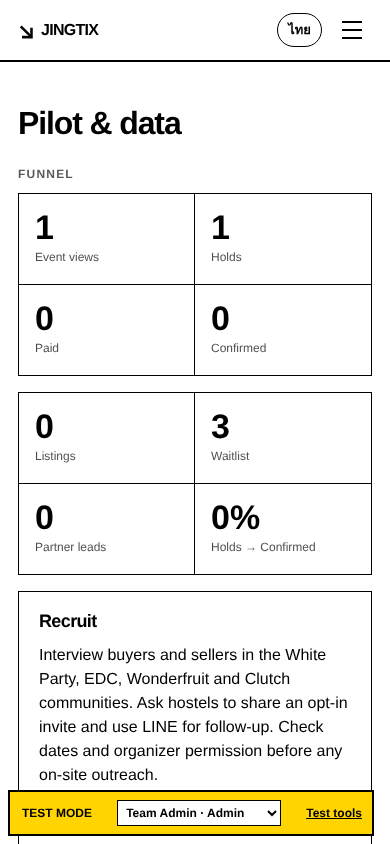 JINGTIX
ไทย
Pilot & data
FUNNEL
1
Event views
1
Holds
0
Paid
0
Confirmed
0
Listings
3
Waitlist
0
Partner leads
0%
Holds → Confirmed
Recruit
Interview buyers and sellers in the White
Party, EDC, Wonderfruit and Clutch
communities. Ask hostels to share an opt-in
invite and use LINE for follow-up. Check
dates and organizer permission before any
on-site outreach.
TEST MODE
Team Admin · Admin
Test tools